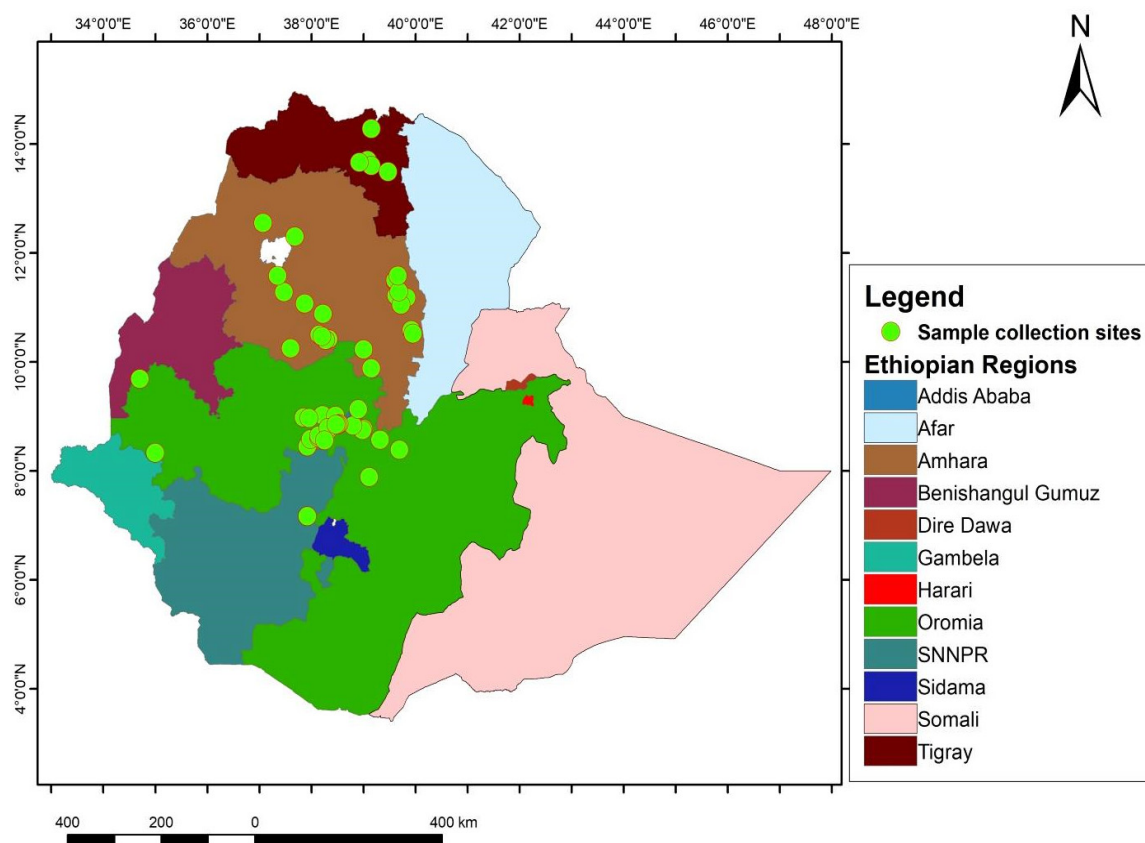 34°0'0"E 36°0'0"E 38°0'0"E 40°0'0"E 42°0'0"E 44°0'0"E 46°0'0"E 48°0'0"E
N
14°0'0"N
12°0'0"N
10°0'0"N
8°0'0"N
6°0'0"N
4°0'0"N
Legend
Sample collection sites
Ethiopian Regions
Addis Ababa
Afar
Amhara
Benishangul Gumuz
Dire Dawa
Gambela
Harari
Oromia
SNNPR
Sidama
Somali
Tigray
400 200 0 400 km